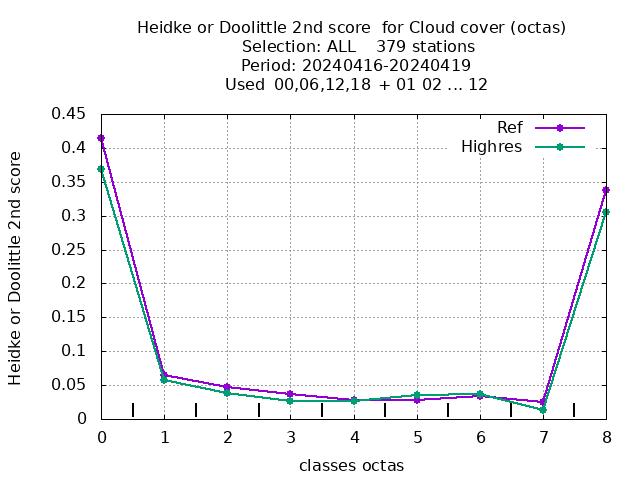 Heidke or Doolittle 2nd score  for Cloud cover (octas)
Selection: ALL    379 stations
Period: 20240416-20240419
Used  00,06,12,18 + 01 02 ... 12
Heidke or Doolittle 2nd score
0.45
0.4
0.35
0.3
0.25
0.2
0.15
0.1
0.05
0
Ref
Highres
0 1 2 3 4 5 6 7 8
classes octas